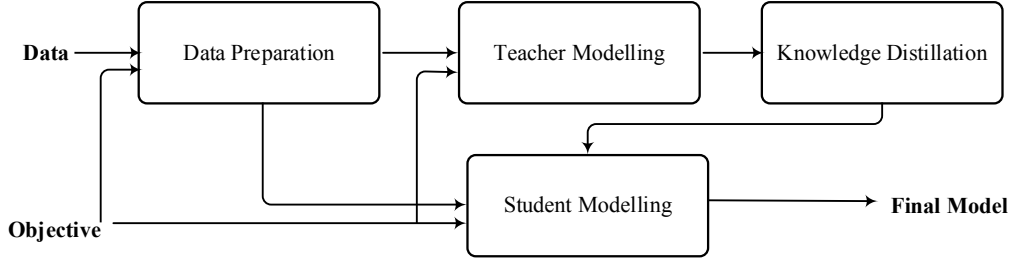 Data
Data Preparation
Teacher Modelling
Knowledge Distillation
Student Modelling
Objective
Final Model